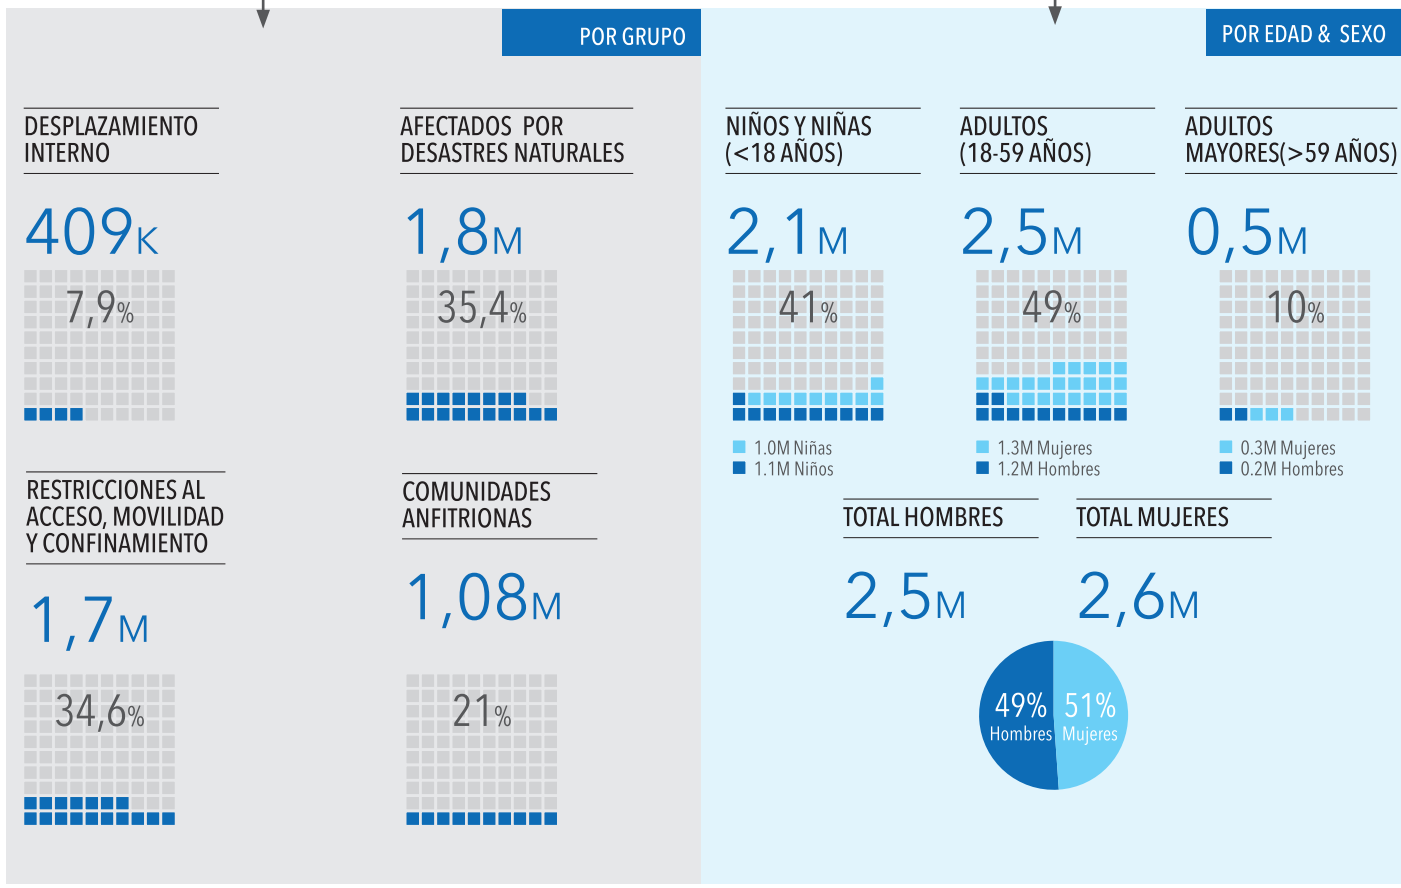 POR GRUPO
DESPLAZAMIENTO
INTERNO
409K
7,9%
AFECTADOS POR
DESASTRES NATURALES
1,8M
35,4%
RESTRICCIONES AL
ACCESO, MOVILIDAD
Y CONFINAMIENTO
1,7M
34,6%
COMUNIDADES
ANFITRIONAS
1,08M
21%
POR EDAD & SEXO
NIÑOS Y NIÑAS
(<18 AÑOS)
2,1M
41%
1.0M Niñas
1.1M Niños
ADULTOS
(18-59 AÑOS)
2,5M
49%
1.3M Mujeres
1.2M Hombres
ADULTOS
MAYORES(>59 AÑOS)
0,5M
10%
0.3M Mujeres
0.2M Hombres
TOTAL HOMBRES
2,5M
TOTAL MUJERES
2,6M
49%
Hombres
51%
Mujeres